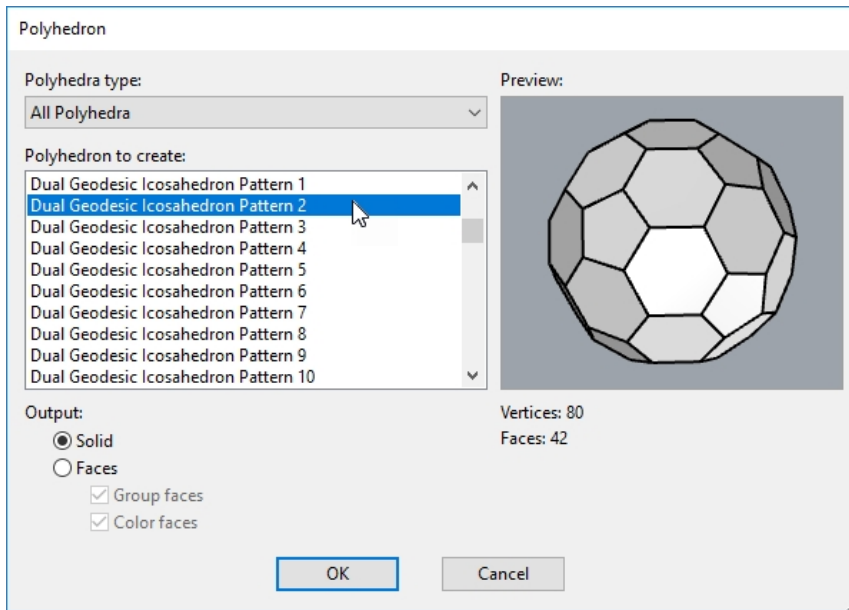 Polyhedron
Polyhedra type:
All Polyhedra
Polyhedron to create:
Dual Geodesic Icosahedron Pattern 1
Dual Geodesic Icosahedron Pattern 2
Dual Geodesic Icosahedron Pattern 3
Dual Geodesic Icosahedron Pattern 4
Dual Geodesic Icosahedron Pattern 5
Dual Geodesic Icosahedron Pattern 6
Dual Geodesic Icosahedron Pattern 7
Dual Geodesic Icosahedron Pattern 8
Dual Geodesic Icosahedron Pattern 9
Dual Geodesic Icosahedron Pattern 10
Output:
Solid
Faces
Group faces
Color faces
Preview:
Vertices: 80
Faces: 42
OK
Cancel